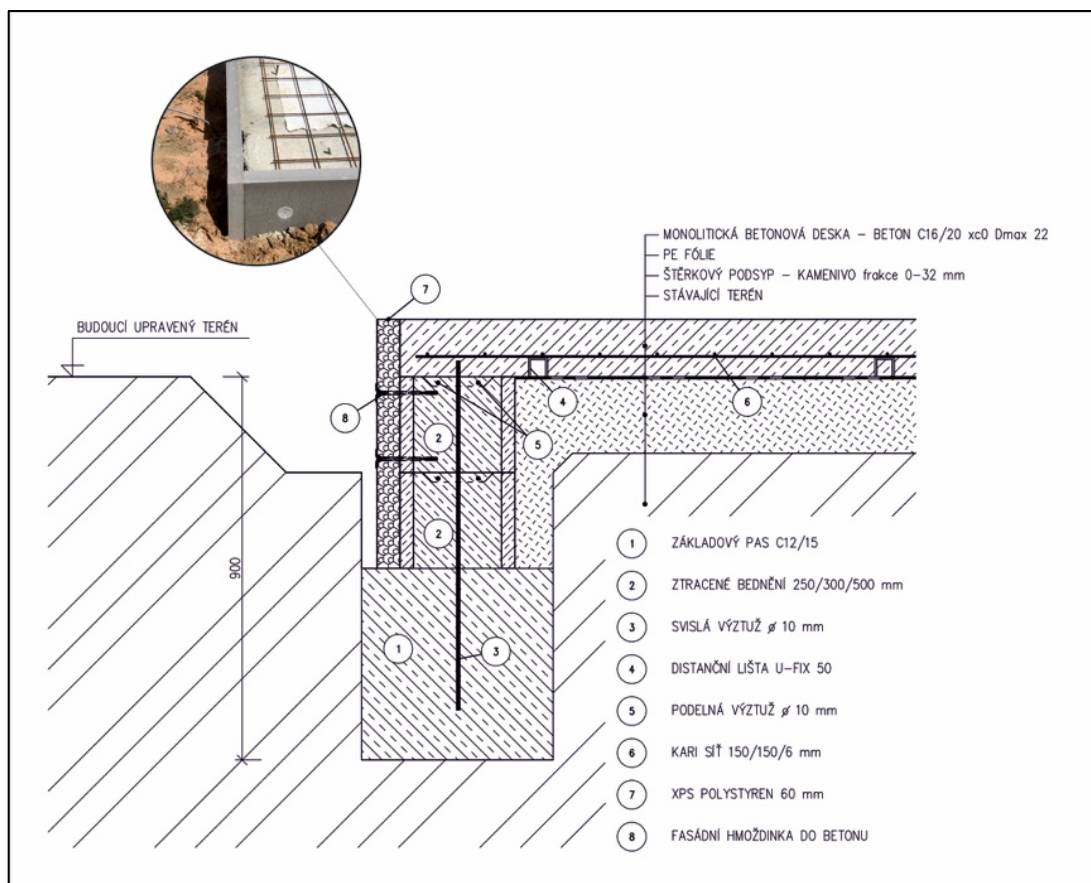 MONOLITICKÁ BETONOVÁ DESKA – BETON C16/20 xc0 Dmax 22
PE FÓLIE
ŠTĚRKOVÝ PODSYP – KAMENIVO frakce 0–32 mm
STÁVAJÍCÍ TERÉN
7
BUDOUCÍ UPRAVENÝ TERÉN
4
6
8
2
5
2
900
1
3
1 ZÁKLADOVÝ PAS C12/15
2 ZTRACENÉ BEDNĚNÍ 250/300/500 mm
3 SVISLÁ VÝZTUŽ ø 10 mm
4 DISTANČNÍ LIŠTA U–FIX 50
5 PODELNÁ VÝZTUŽ ø 10 mm
6 KARI SÍŤ 150/150/6 mm
7 XPS POLYSTYREN 60 mm
8 FASÁDNÍ HMOŽDINKA DO BETONU